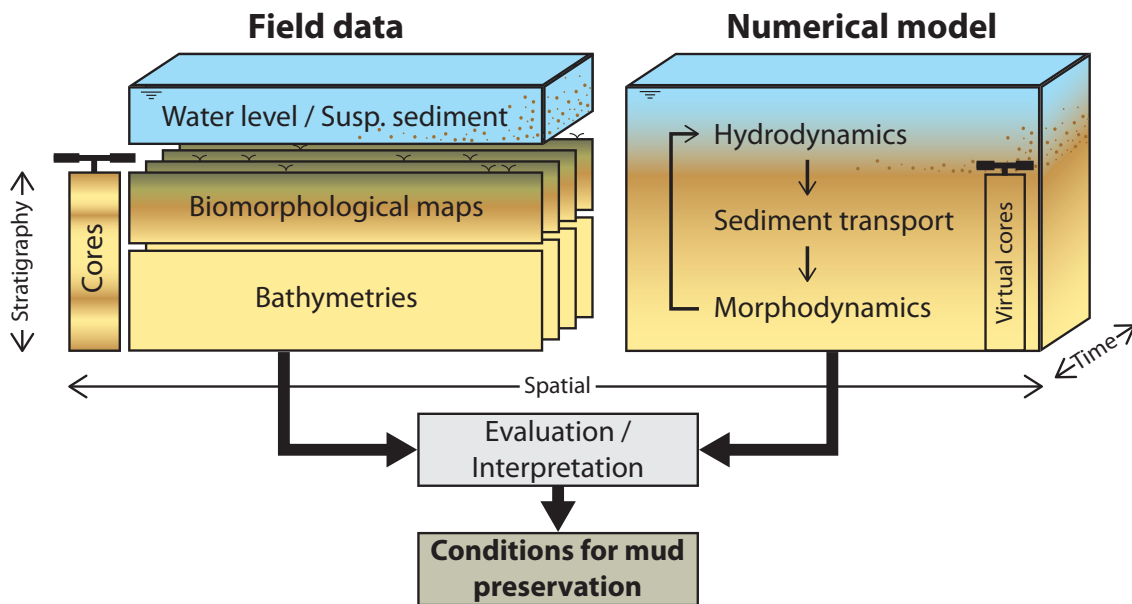 Field data
Numerical model
Water level / Susp. sediment
Biomorphological maps
Bathymetries
Cores
Stratigraphy
Hydrodynamics
Sediment transport
Morphodynamics
Virtual cores
Time
Spatial
Evaluation /
Interpretation
Conditions for mud
preservation